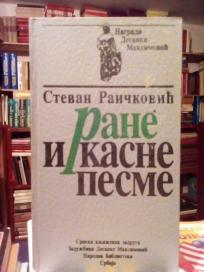 Награда
Десанка
Максимовић
Стеван Раичковић
Ране
и касне
песме
Српска књижевна задруга
Задужбина Десанке Максимовић
Народна библиотека
Србије